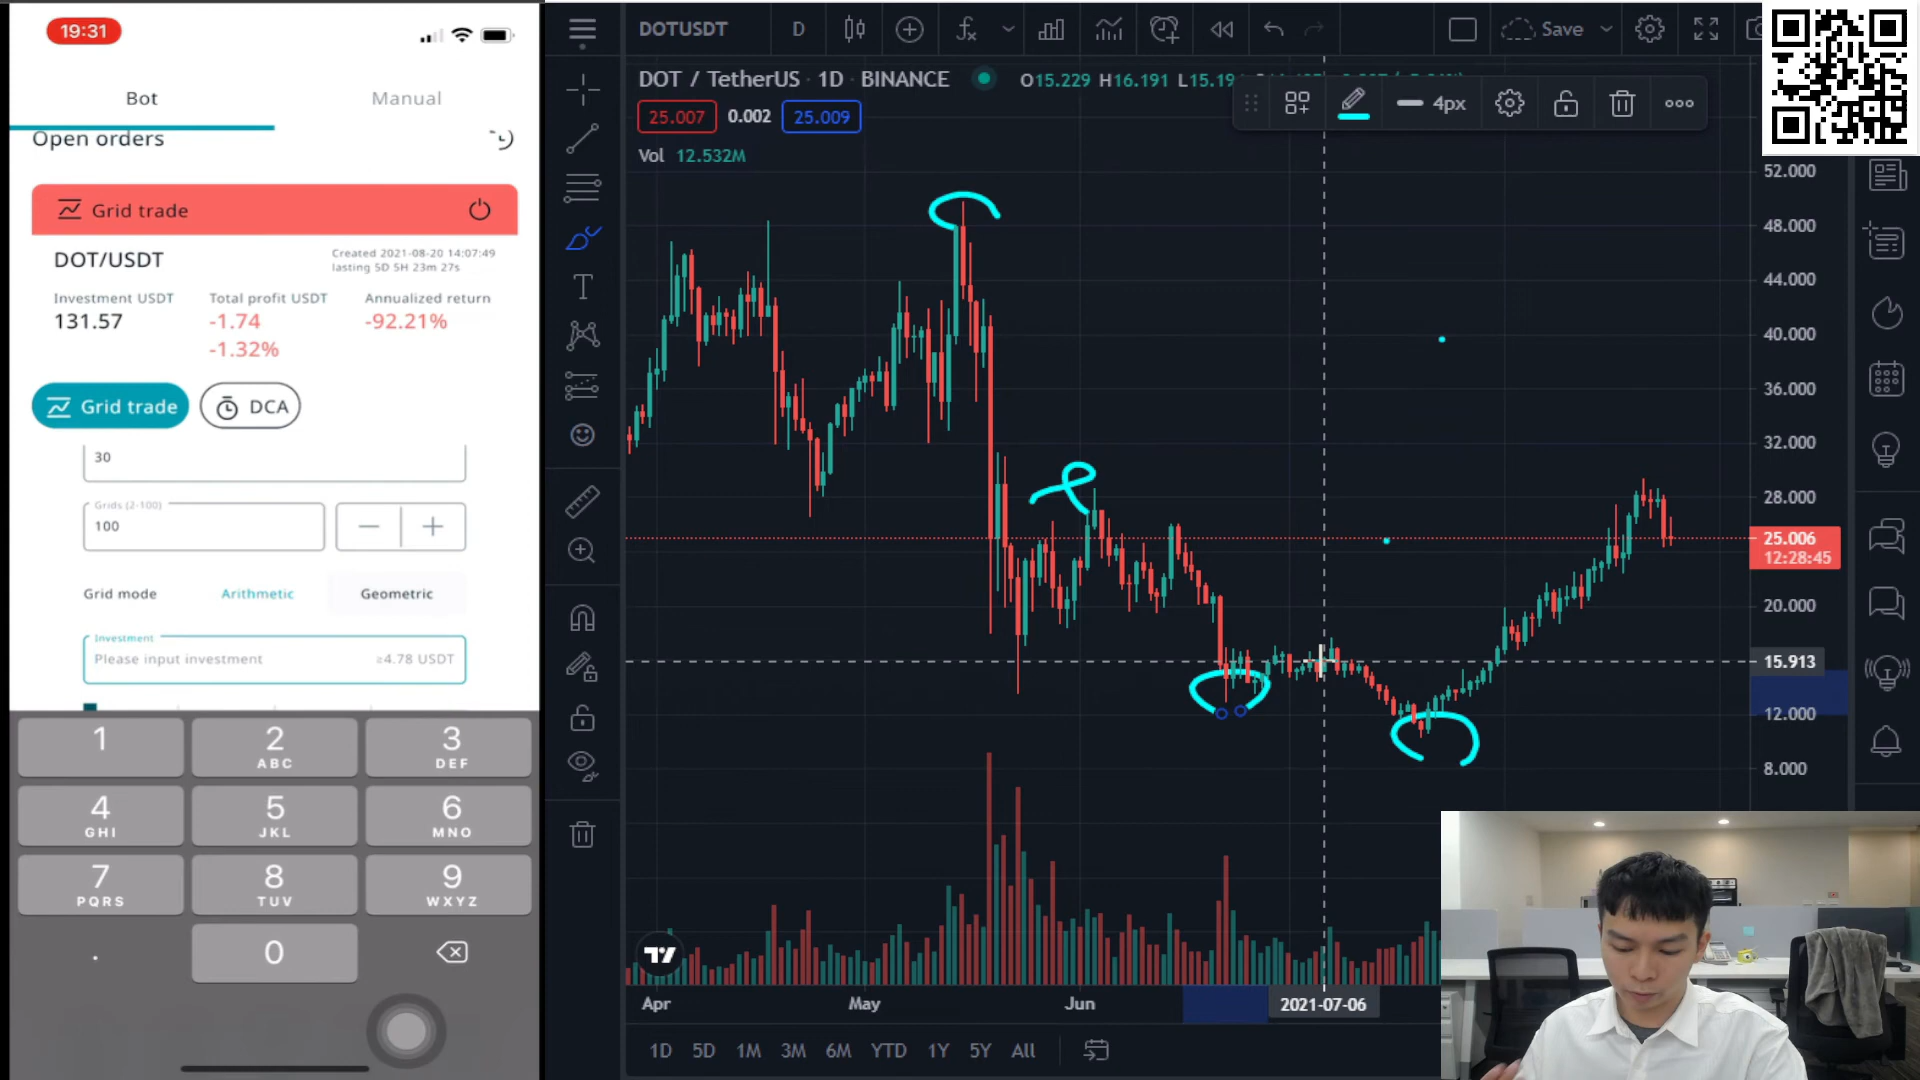 19:31
Bot
Manual
Open orders
Grid trade
DOT/USDT
Created 2021-08-20 14:07:49
lasting 5D 5H 23m 27s
Investment USDT
Total profit USDT
Annualized return
131.57
-1.74
-92.21%
-1.32%
Grid trade
DCA
30
Grids (2-100)
100
Grid mode
Arithmetic
Geometric
Investment
Please input investment
≥4.78 USDT
1
2
ABC
3
DEF
4
GHI
5
JKL
6
MNO
7
PQRS
8
TUV
9
WXYZ
.
0
DOTUSDT
D
Save
DOT / TetherUS · 1D · BINANCE
O15.229 H16.191 L15.19
4px
25.007
0.002
25.009
Vol 12.532M
52.000
48.000
44.000
40.000
36.000
32.000
28.000
25.006
12:28:45
20.000
15.913
12.000
8.000
Apr
May
Jun
2021-07-06
1D
5D
1M
3M
6M
YTD
1Y
5Y
All